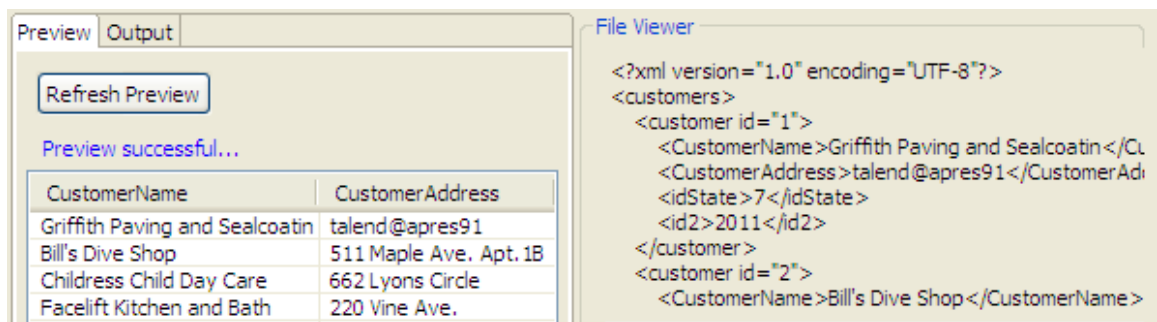 Preview Output
Refresh Preview
Preview successful...
CustomerName CustomerAddress
Griffith Paving and Sealcoatin talend@apres91
Bill's Dive Shop 511 Maple Ave. Apt. 1B
Childress Child Day Care 662 Lyons Circle
Facelift Kitchen and Bath 220 Vine Ave.
File Viewer
<?xml version="1.0" encoding="UTF-8"?>
<customers>
<customer id="1">
<CustomerName>Griffith Paving and Sealcoatin</Cu
<CustomerAddress>talend@apres91</CustomerAdd
<idState>7</idState>
<id2>2011</id2>
</customer>
<customer id="2">
<CustomerName>Bill's Dive Shop</CustomerName>